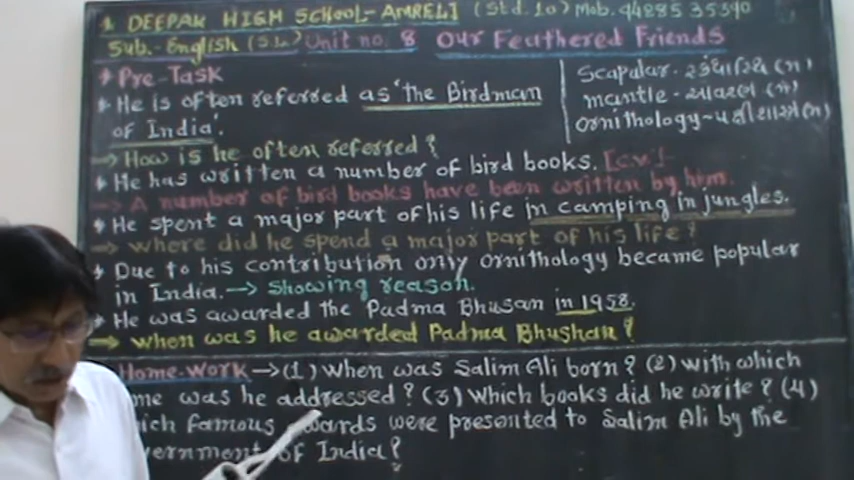 DEEPAK HIGH SCHOOL-AMRELI (Std.10) Mob. 94285 35390
Sub.-English (S.L.) Unit no. 8 Our Feathered Friends
Pre-Task
He is often referred as 'the Birdman
of India'.
How is he often referred?
He has written a number of bird books. [C.V.]
A number of bird books have been written by him.
He spent a major part of his life in camping in jungles.
Where did he spend a major part of his life?
Due to his contribution only ornithology became popular
in India. → Showing reason.
He was awarded the Padma Bhusan in 1958.
When was he awarded Padma Bhushan?
Scapular -
mantle - આવરણ (n)
Ornithology ~ પક્ષીશાસ્ત્ર (n)
Home-Work → (1) When was Salim Ali born? (2) with which
me was he addressed? (3) Which books did he write? (4)
ich famous wards were presented to Salim Ali by the
vernment of India?